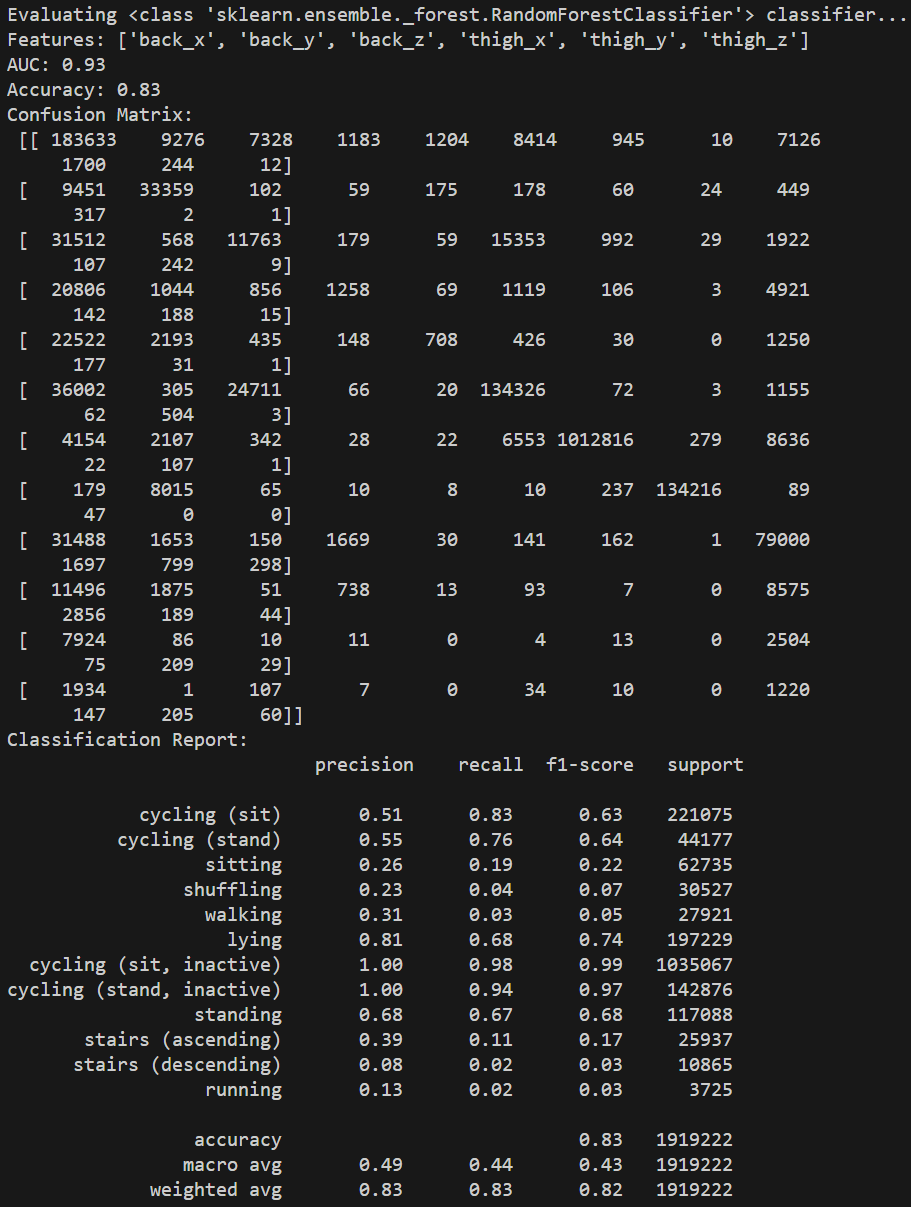 Evaluating <class 'sklearn.ensemble._forest.RandomForestClassifier'> classifier...
Features: ['back_x', 'back_y', 'back_z', 'thigh_x', 'thigh_y', 'thigh_z']
AUC: 0.93
Accuracy: 0.83
Confusion Matrix:
[[ 183633 9276 7328 1183 1204 8414 945 10 7126
1700 244 12]
[ 9451 33359 102 59 175 178 60 24 449
317 2 1]
[ 31512 568 11763 179 59 15353 992 29 1922
107 242 9]
[ 20806 1044 856 1258 69 1119 106 3 4921
142 188 15]
[ 22522 2193 435 148 708 426 30 0 1250
177 31 1]
[ 36002 305 24711 66 20 134326 72 3 1155
62 504 3]
[ 4154 2107 342 28 22 6553 1012816 279 8636
22 107 1]
[ 179 8015 65 10 8 10 237 134216 89
47 0 0]
[ 31488 1653 150 1669 30 141 162 1 79000
1697 799 298]
[ 11496 1875 51 738 13 93 7 0 8575
2856 189 44]
[ 7924 86 10 11 0 4 13 0 2504
75 209 29]
[ 1934 1 107 7 0 34 10 0 1220
147 205 60]]
Classification Report:
precision recall f1-score support
cycling (sit) 0.51 0.83 0.63 221075
cycling (stand) 0.55 0.76 0.64 44177
sitting 0.26 0.19 0.22 62735
shuffling 0.23 0.04 0.07 30527
walking 0.31 0.03 0.05 27921
lying 0.81 0.68 0.74 197229
cycling (sit, inactive) 1.00 0.98 0.99 1035067
cycling (stand, inactive) 1.00 0.94 0.97 142876
standing 0.68 0.67 0.68 117088
stairs (ascending) 0.39 0.11 0.17 25937
stairs (descending) 0.08 0.02 0.03 10865
running 0.13 0.02 0.03 3725
accuracy 0.83 1919222
macro avg 0.49 0.44 0.43 1919222
weighted avg 0.83 0.83 0.82 1919222